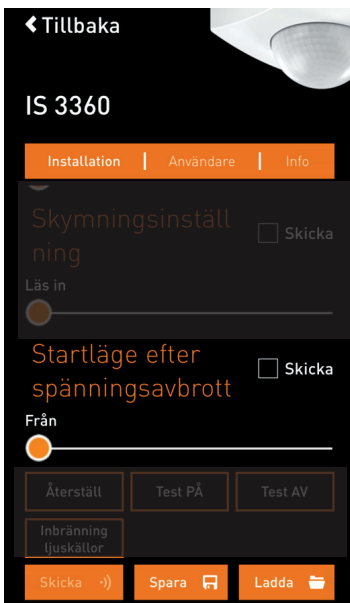 Tillbaka
IS 3360
Installation | Användare | Info
Skymningsinställ
ning
Skicka
Läs in
Startläge efter
spänningsavbrott
Skicka
Från
Återställ Test PÅ Test AV
Inbränning
ljuskällor
Skicka Spara Ladda